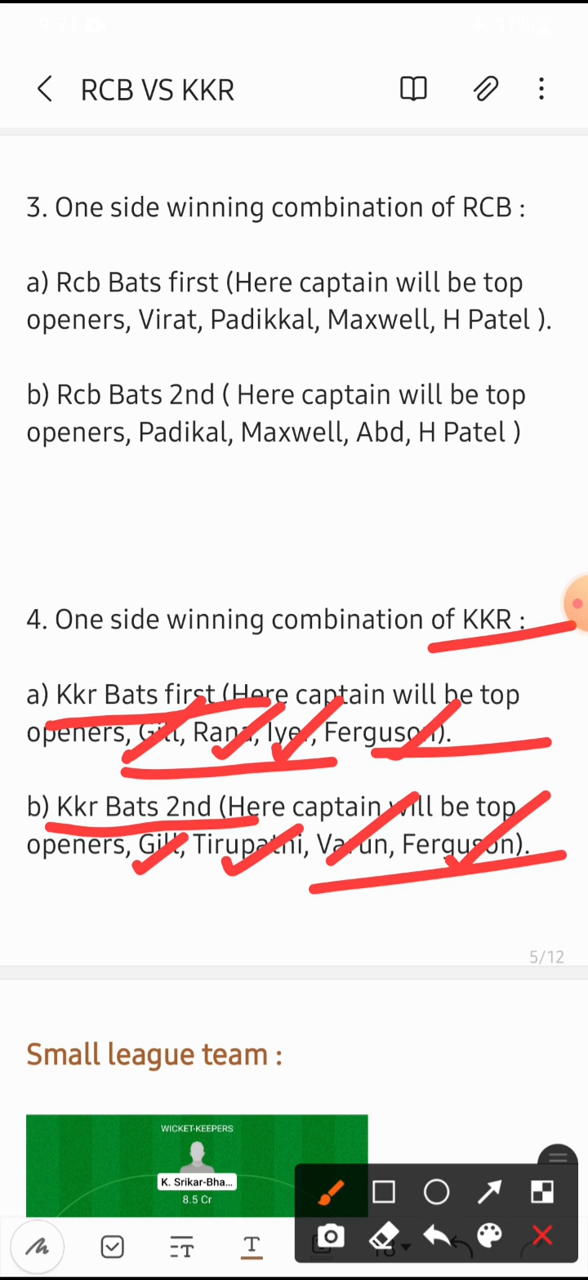 RCB VS KKR
3. One side winning combination of RCB :
a) Rcb Bats first (Here captain will be top
openers, Virat, Padikkal, Maxwell, H Patel ).
b) Rcb Bats 2nd ( Here captain will be top
openers, Padikal, Maxwell, Abd, H Patel )
4. One side winning combination of KKR :
a) Kkr Bats first (Here captain will be top
openers, Gill, Rana, Iyer, Ferguson).
b) Kkr Bats 2nd (Here captain will be top
openers, Gill, Tirupathi, Varun, Ferguson).
5/12
Small league team :
WICKET-KEEPERS
K. Srikar-Bha...
8.5 Cr